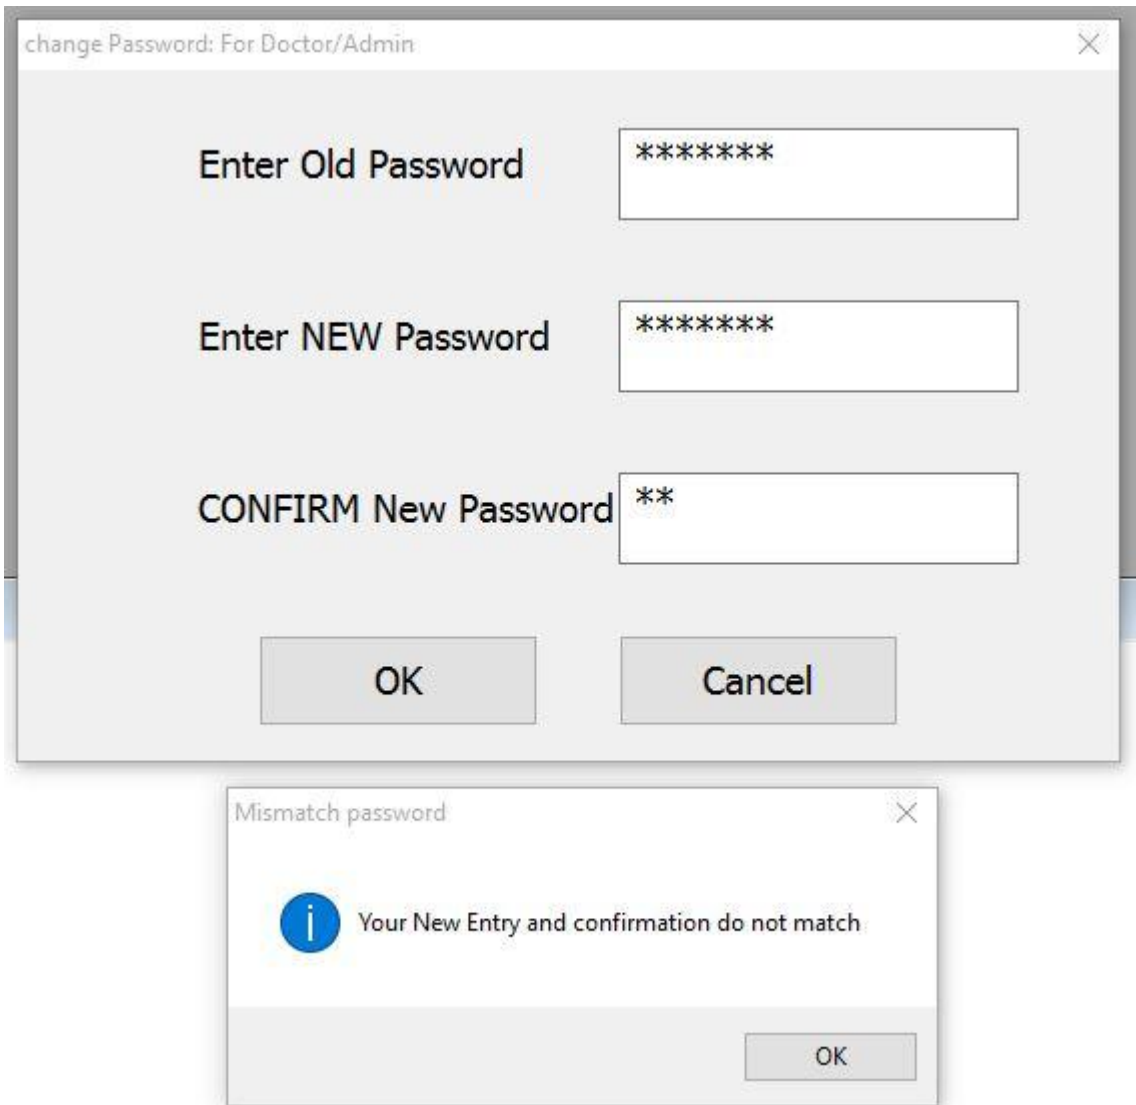 change Password: For Doctor/Admin
Enter Old Password *******
Enter NEW Password *******
CONFIRM New Password **
OK Cancel
Mismatch password
Your New Entry and confirmation do not match
OK